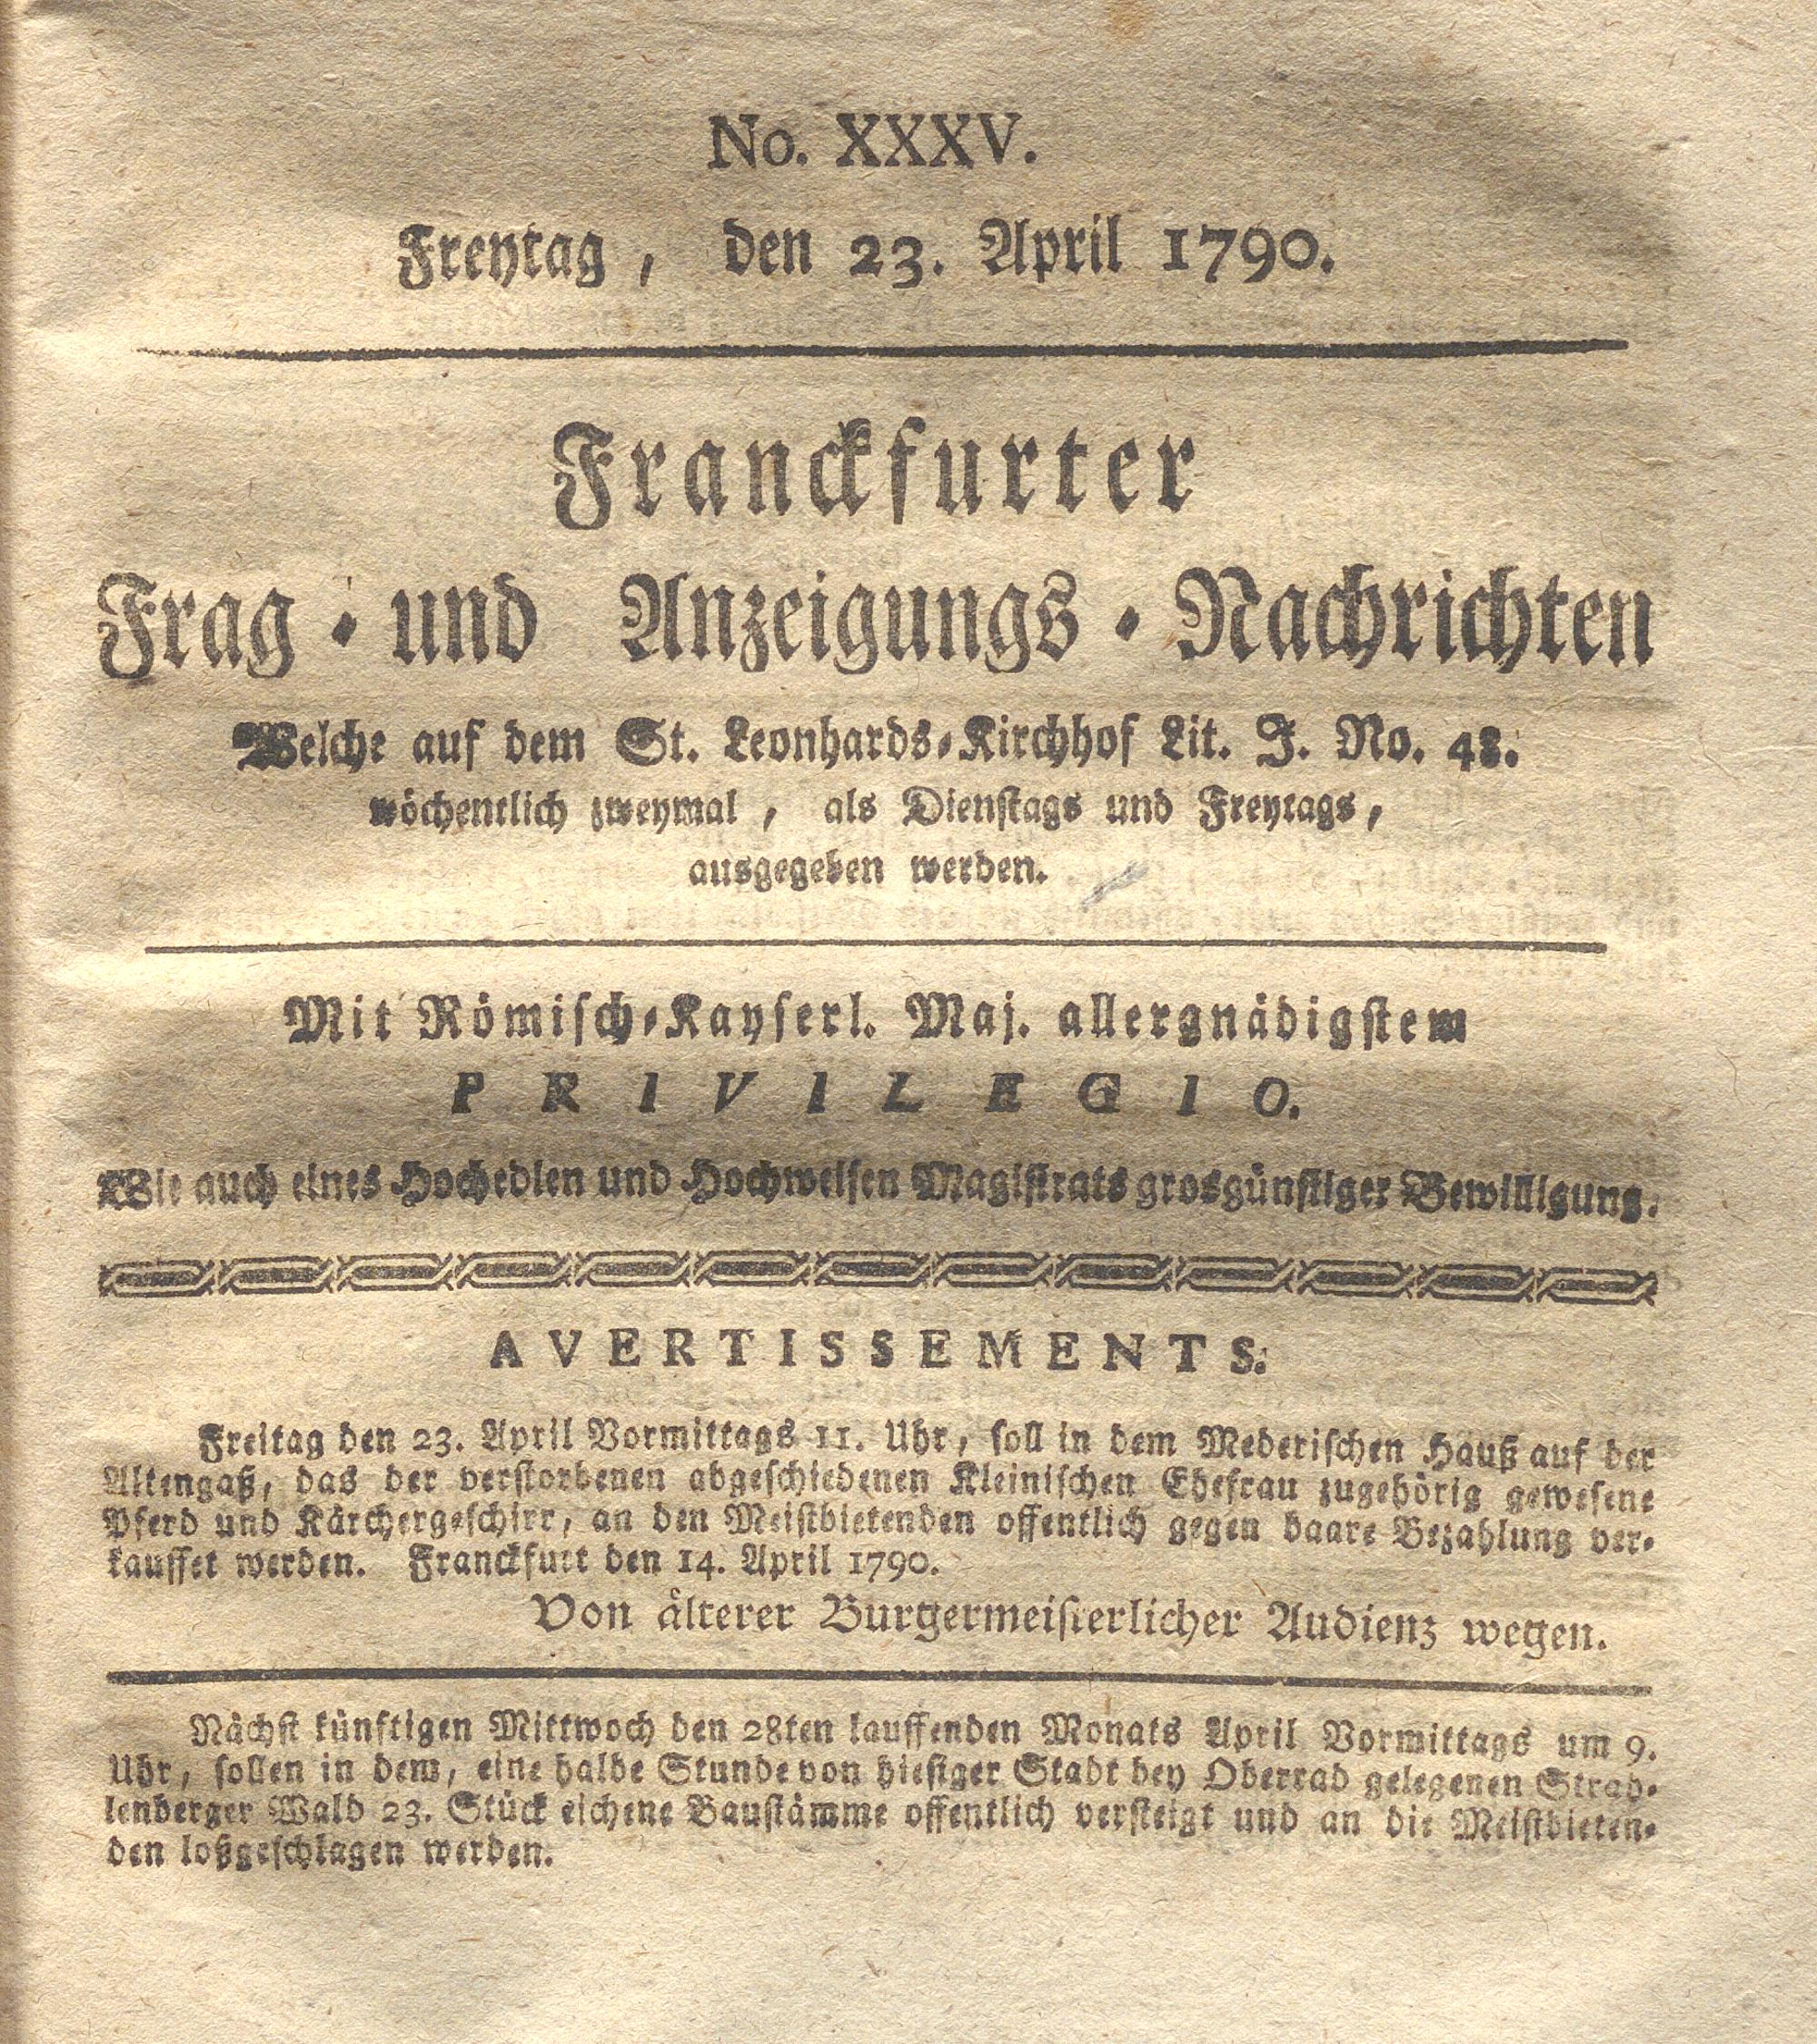 No. XXXV.
Freytag, den 23. April 1790.
Franckfurter
Frag- und Anzeigungs-Nachrichten
Welche auf dem St. Leonhards-Kirchhof Lit. J. No. 48.
wöchentlich zweymal, als Dienstags und Freytags,
ausgegeben werden.
Mit Römisch-Kayserl. Maj. allergnädigstem
PRIVILEGIO.
Wie auch eines Hochedlen und Hochweisen Magistrats grosgünstiger Bewilligung.
AVERTISSEMENTS.
Freitag den 23. April Vormittags 11. Uhr, soll in dem Mederischen Hauß auf der
Altengaß, das der verstorbenen abgeschiedenen Kleinischen Ehefrau zugehörig gewesene
Pferd und Kärchergeschirr, an den Meistbietenden offentlich gegen baare Bezahlung ver-
kauffet werden. Franckfurt den 14. April 1790.
Von älterer Burgermeisterlicher Audienz wegen.
Nächst künftigen Mittwoch den 28ten lauffenden Monats April Vormittags um 9.
Uhr, sollen in dem, eine halbe Stunde von hiesiger Stadt bey Oberrad gelegenen Strah-
lenberger Wald 23. Stück eichene Baustämme offentlich versteigt und an die Meistbieten-
den loßgeschlagen werden.